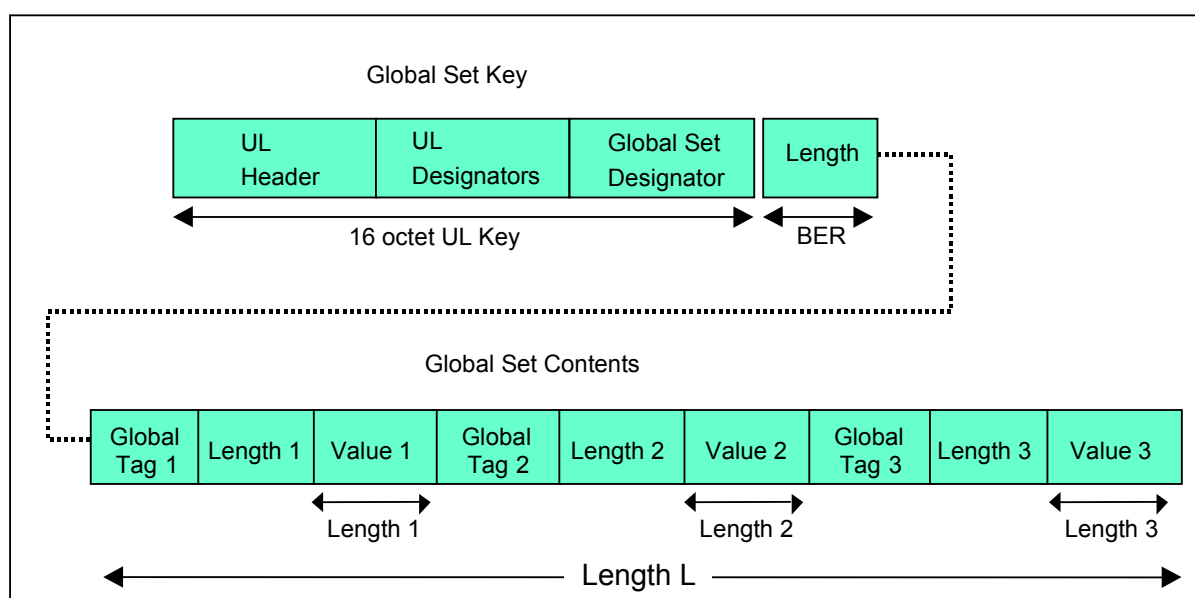 Global Set Key
UL Header
UL Designators
Global Set Designator
Length
16 octet UL Key
BER
Global Set Contents
Global Tag 1
Length 1
Value 1
Global Tag 2
Length 2
Value 2
Global Tag 3
Length 3
Value 3
Length 1
Length 2
Length 3
Length L